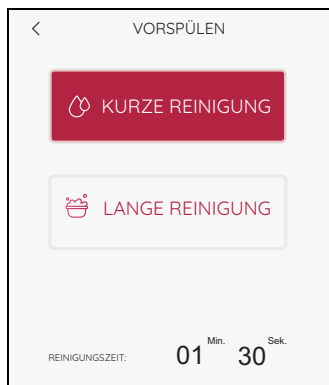 VORSPÜLEN
KURZE REINIGUNG
LANGE REINIGUNG
REINIGUNGSZEIT: 01 Min. 30 Sek.